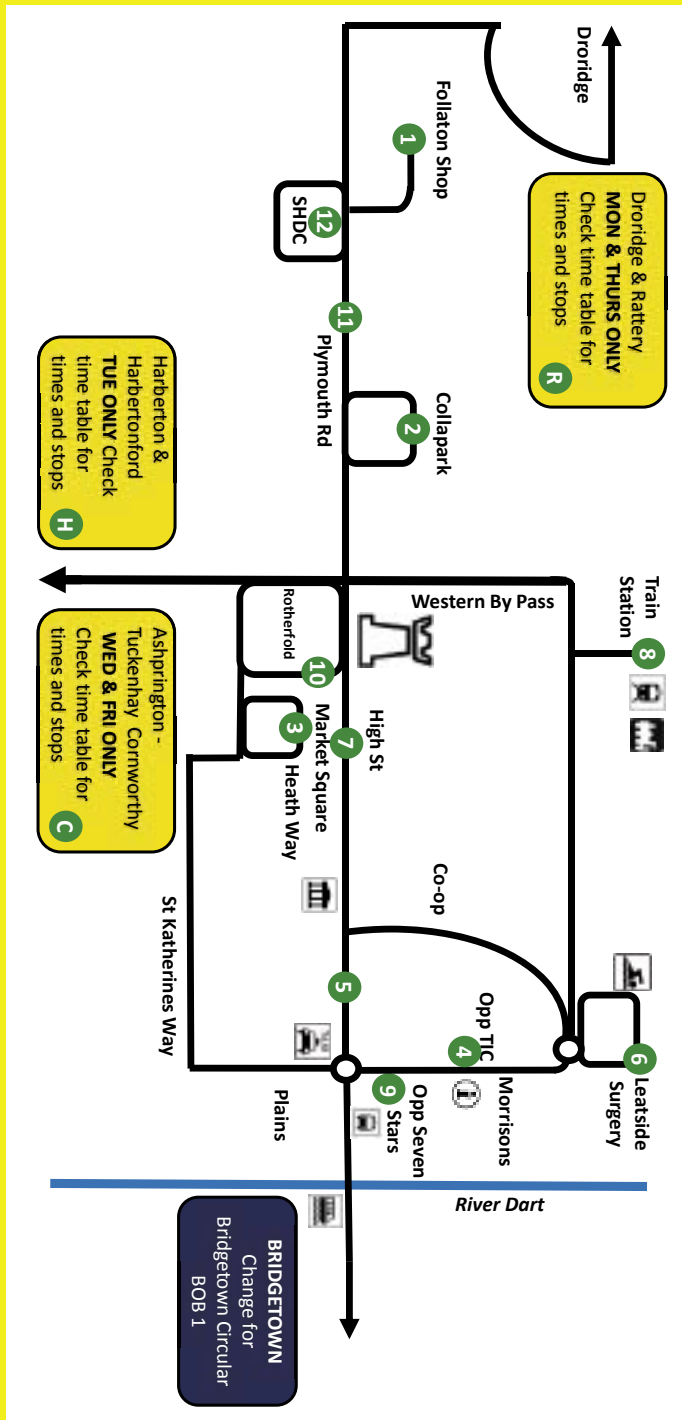 Droridge
Droridge & Rattery
MON & THURS ONLY
Check time table for
times and stops
R
Follaton Shop
1
12
SHDC
11
Plymouth Rd
Collapark
2
Harberton &
Harbertonford
TUE ONLY Check
time table for
times and stops
H
Train
Station
8
Western By Pass
Rotherfold
10
Ashprington -
Tuckenhay Cornworthy
WED & FRI ONLY
Check time table for
times and stops
C
High St
7
Market Square
3
Heath Way
Co-op
5
St Katherines Way
6
Leatside
Surgery
Opp TIC
4
Morrisons
i
Opp Seven
Stars
9
Plains
River Dart
BRIDGETOWN
Change for
Bridgetown Circular
BOB 1